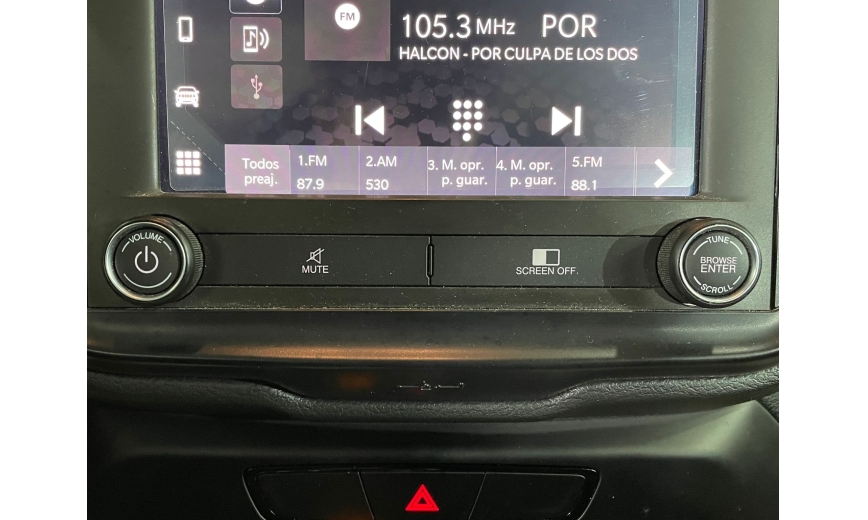 FM
105.3 MHz POR
HALCON - POR CULPA DE LOS DOS
Todos
preaj.
1.FM
87.9
2.AM
530
3. M. opr.
p. guar.
4. M. opr.
p. guar.
5.FM
88.1
VOLUME
MUTE
SCREEN OFF.
TUNE
BROWSE
ENTER
SCROLL